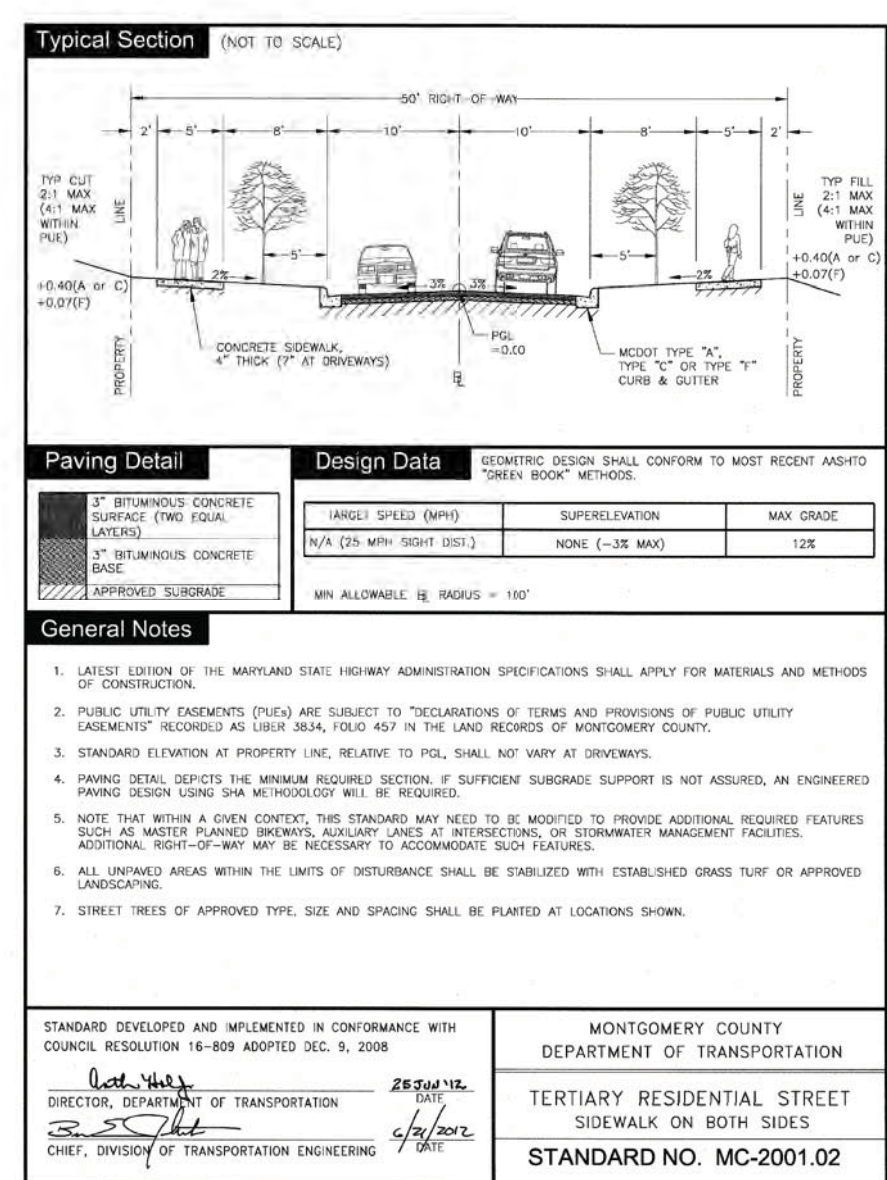 Typical Section (NOT TO SCALE)
50' RIGHT-OF-WAY
2' 5' 8' 10' 10' 8' 5' 2'
TYP CUT
2:1 MAX
(4:1 MAX
WITHIN
PUE)
LINE
LINE
TYP FILL
2:1 MAX
(4:1 MAX
WITHIN
PUE)
5'
5'
+0.40(A or C)
+0.07(F)
2%
3% 3%
2%
+0.40(A or C)
+0.07(F)
PROPERTY
CONCRETE SIDEWALK,
4" THICK (7" AT DRIVEWAYS)
PGL
=0.00
MCDOT TYPE "A",
TYPE "C" OR TYPE "F"
CURB & GUTTER
PROPERTY
Paving Detail
3" BITUMINOUS CONCRETE
SURFACE (TWO EQUAL
LAYERS)
3" BITUMINOUS CONCRETE
BASE
APPROVED SUBGRADE
Design Data
GEOMETRIC DESIGN SHALL CONFORM TO MOST RECENT AASHTO
"GREEN BOOK" METHODS.
TARGET SPEED (MPH) SUPERELEVATION MAX GRADE
N/A (25 MPH SIGHT DIST.) NONE (-3% MAX) 12%
MIN ALLOWABLE RADIUS = 100'
General Notes
1. LATEST EDITION OF THE MARYLAND STATE HIGHWAY ADMINISTRATION SPECIFICATIONS SHALL APPLY FOR MATERIALS AND METHODS
OF CONSTRUCTION.
2. PUBLIC UTILITY EASEMENTS (PUEs) ARE SUBJECT TO "DECLARATIONS OF TERMS AND PROVISIONS OF PUBLIC UTILITY
EASEMENTS" RECORDED AS LIBER 3834, FOLIO 457 IN THE LAND RECORDS OF MONTGOMERY COUNTY.
3. STANDARD ELEVATION AT PROPERTY LINE, RELATIVE TO PGL, SHALL NOT VARY AT DRIVEWAYS.
4. PAVING DETAIL DEPICTS THE MINIMUM REQUIRED SECTION. IF SUFFICIENT SUBGRADE SUPPORT IS NOT ASSURED, AN ENGINEERED
PAVING DESIGN USING SHA METHODOLOGY WILL BE REQUIRED.
5. NOTE THAT WITHIN A GIVEN CONTEXT, THIS STANDARD MAY NEED TO BE MODIFIED TO PROVIDE ADDITIONAL REQUIRED FEATURES
SUCH AS MASTER PLANNED BIKEWAYS, AUXILIARY LANES AT INTERSECTIONS, OR STORMWATER MANAGEMENT FACILITIES.
ADDITIONAL RIGHT-OF-WAY MAY BE NECESSARY TO ACCOMMODATE SUCH FEATURES.
6. ALL UNPAVED AREAS WITHIN THE LIMITS OF DISTURBANCE SHALL BE STABILIZED WITH ESTABLISHED GRASS TURF OR APPROVED
LANDSCAPING.
7. STREET TREES OF APPROVED TYPE, SIZE AND SPACING SHALL BE PLANTED AT LOCATIONS SHOWN.
STANDARD DEVELOPED AND IMPLEMENTED IN CONFORMANCE WITH
COUNCIL RESOLUTION 16-809 ADOPTED DEC. 9, 2008
25 JUN '12
DIRECTOR, DEPARTMENT OF TRANSPORTATION DATE
6/21/2012
CHIEF, DIVISION OF TRANSPORTATION ENGINEERING DATE
MONTGOMERY COUNTY
DEPARTMENT OF TRANSPORTATION
TERTIARY RESIDENTIAL STREET
SIDEWALK ON BOTH SIDES
STANDARD NO. MC-2001.02